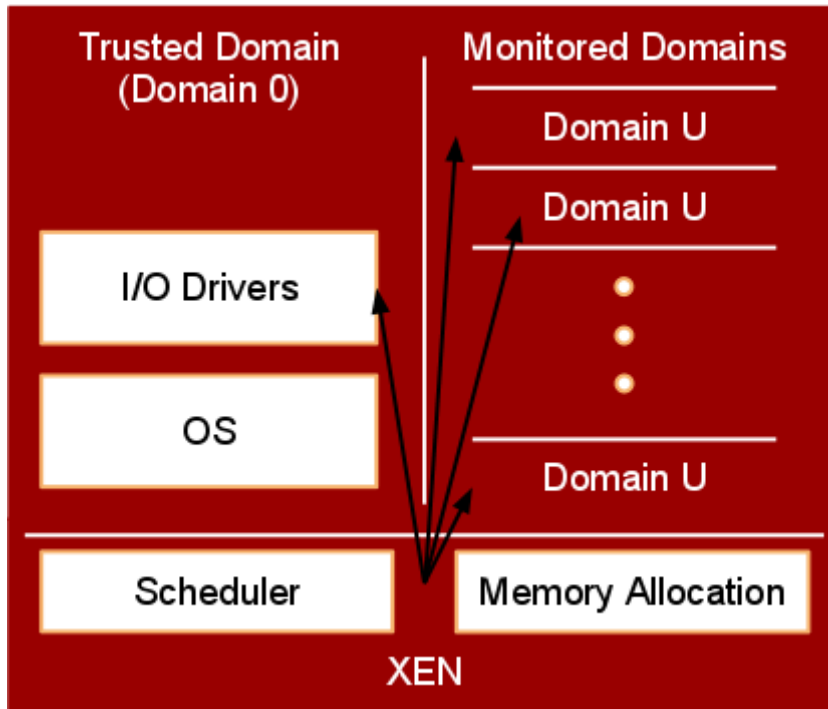 Trusted Domain
(Domain 0)
I/O Drivers
OS
Monitored Domains
Domain U
Domain U
Domain U
Scheduler
Memory Allocation
XEN